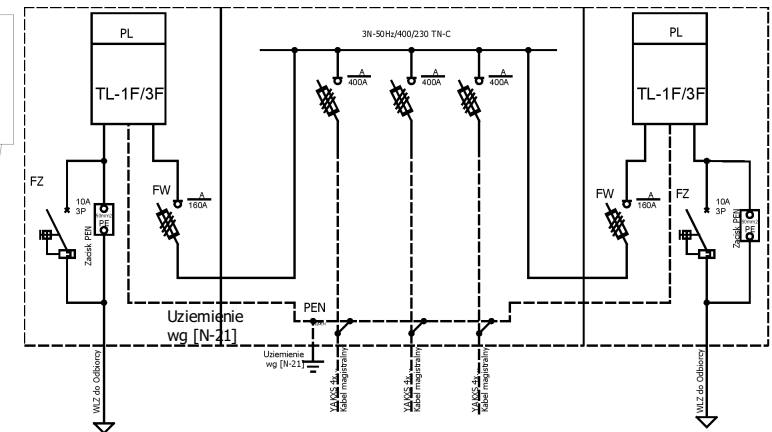 PL
TL-1F/3F
FZ
10A
3P
PE
Zacisk PEN
FW
A
160A
3N-50Hz/400/230 TN-C
A
400A
A
400A
A
400A
PL
TL-1F/3F
FW
A
160A
FZ
10A
3P
Zacisk PEN
PE
PEN
Uziemienie
wg [N-21]
Uziemienie
wg [N-21]
WLZ do Odbiorcy
YAKXS 4x
Kabel magistralny
YAKXS 4x
Kabel magistralny
YAKXS 4x
Kabel magistralny
WLZ do Odbiorcy